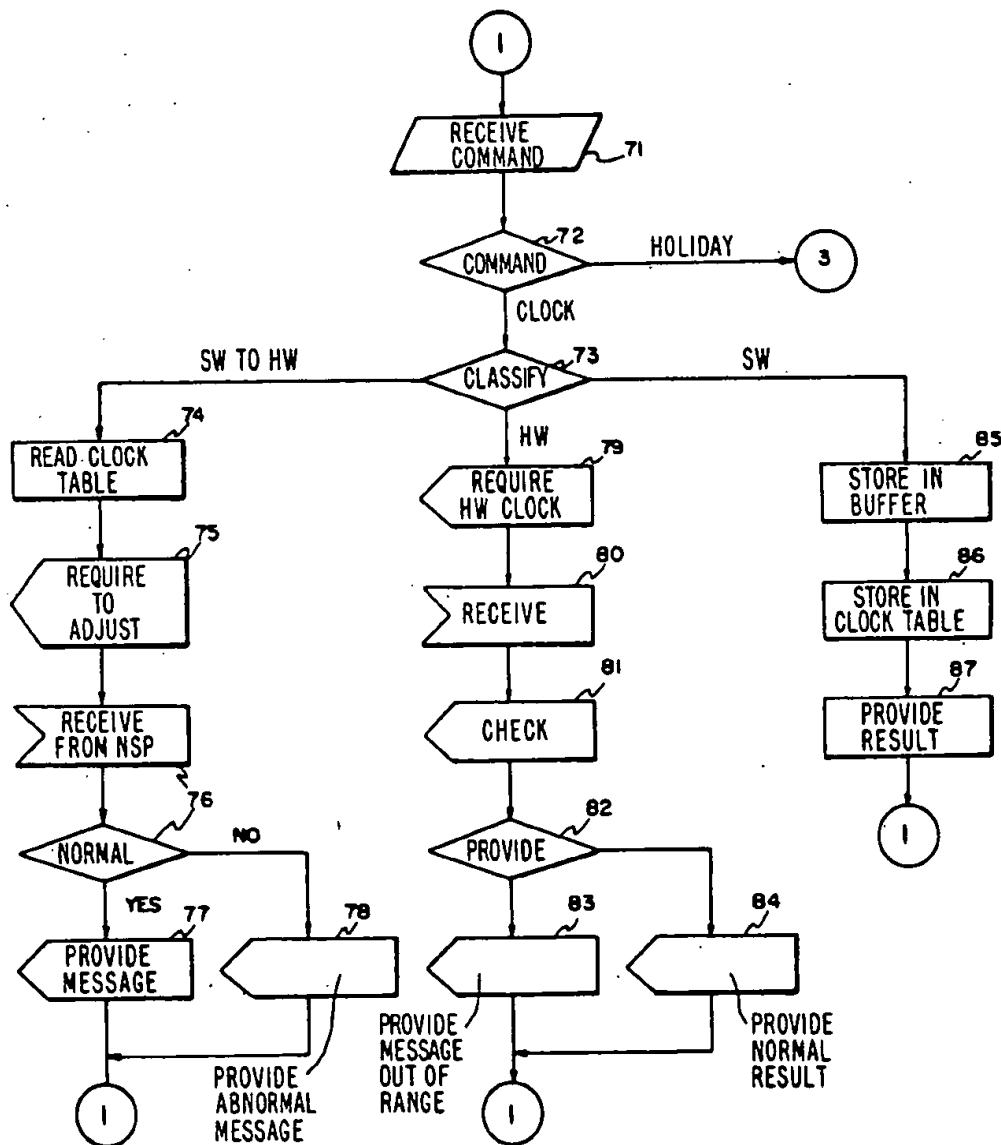 1
RECEIVE
COMMAND
71
72
COMMAND
HOLIDAY
3
CLOCK
SW TO HW
73
CLASSIFY
SW
HW
74
READ CLOCK
TABLE
75
REQUIRE
TO
ADJUST
RECEIVE
FROM NSP
76
NORMAL
NO
YES
77
PROVIDE
MESSAGE
78
PROVIDE
ABNORMAL
MESSAGE
1
79
REQUIRE
HW CLOCK
80
RECEIVE
81
CHECK
82
PROVIDE
83
PROVIDE
MESSAGE
OUT OF
RANGE
84
PROVIDE
NORMAL
RESULT
1
85
STORE IN
BUFFER
86
STORE IN
CLOCK TABLE
87
PROVIDE
RESULT
1